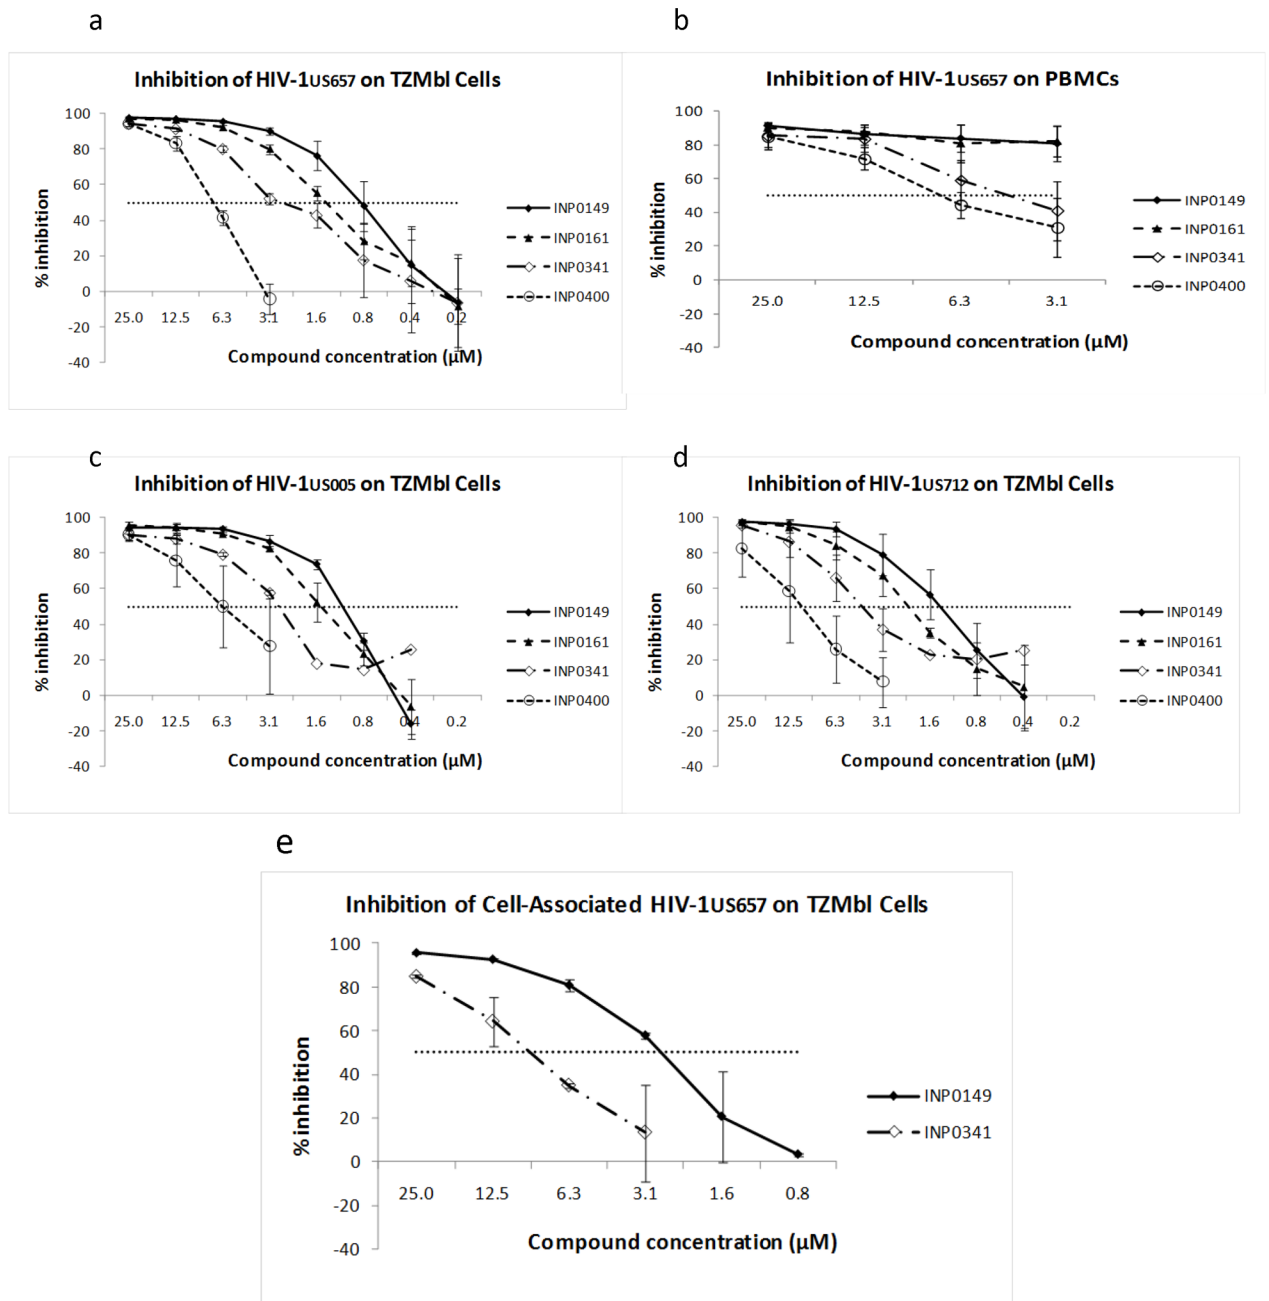 a
Inhibition of HIV-1US657 on TZMbl Cells
% inhibition
100
80
60
40
20
0
-20
-40
25.0 12.5 6.3 3.1 1.6 0.8 0.4 0.2
Compound concentration (µM)
INP0149
INP0161
INP0341
INP0400
b
Inhibition of HIV-1US657 on PBMCs
% inhibition
100
80
60
40
20
0
-20
-40
25.0 12.5 6.3 3.1
Compound concentration (µM)
INP0149
INP0161
INP0341
INP0400
c
Inhibition of HIV-1US005 on TZMbl Cells
% inhibition
100
80
60
40
20
0
-20
-40
25.0 12.5 6.3 3.1 1.6 0.8 0.4 0.2
Compound concentration (µM)
INP0149
INP0161
INP0341
INP0400
d
Inhibition of HIV-1US712 on TZMbl Cells
% inhibition
100
80
60
40
20
0
-20
-40
25.0 12.5 6.3 3.1 1.6 0.8 0.4 0.2
Compound concentration (µM)
INP0149
INP0161
INP0341
INP0400
e
Inhibition of Cell-Associated HIV-1US657 on TZMbl Cells
% inhibition
100
80
60
40
20
0
-20
-40
25.0 12.5 6.3 3.1 1.6 0.8
Compound concentration (µM)
INP0149
INP0341